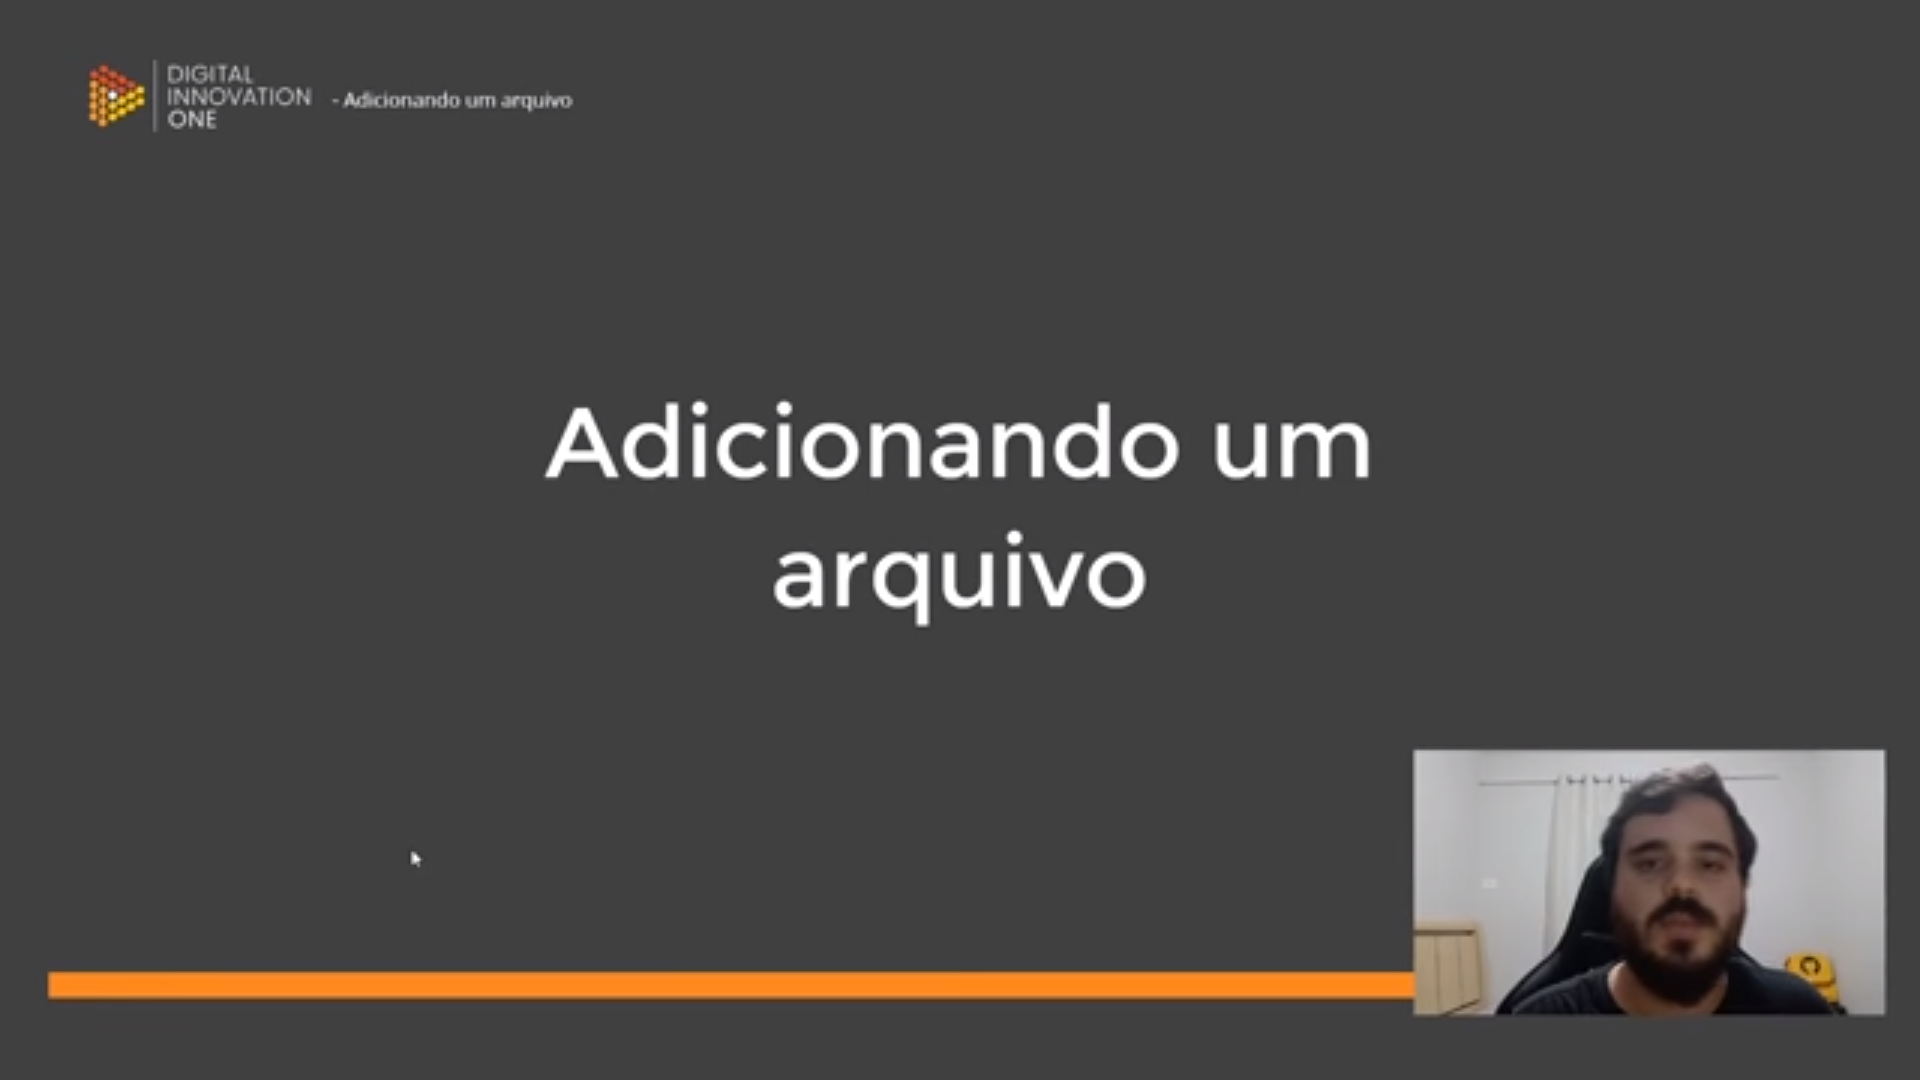 DIGITAL
INNOVATION
ONE
- Adicionando um arquivo
Adicionando um
arquivo